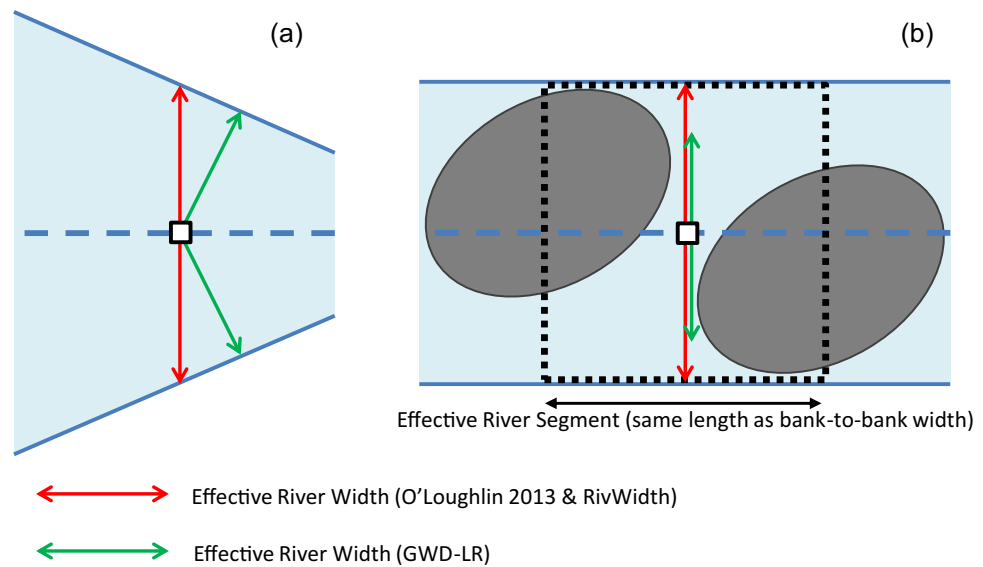 (a)
(b)
Effective River Segment (same length as bank-to-bank width)
Effective River Width (O'Loughlin 2013 & RivWidth)
Effective River Width (GWD-LR)